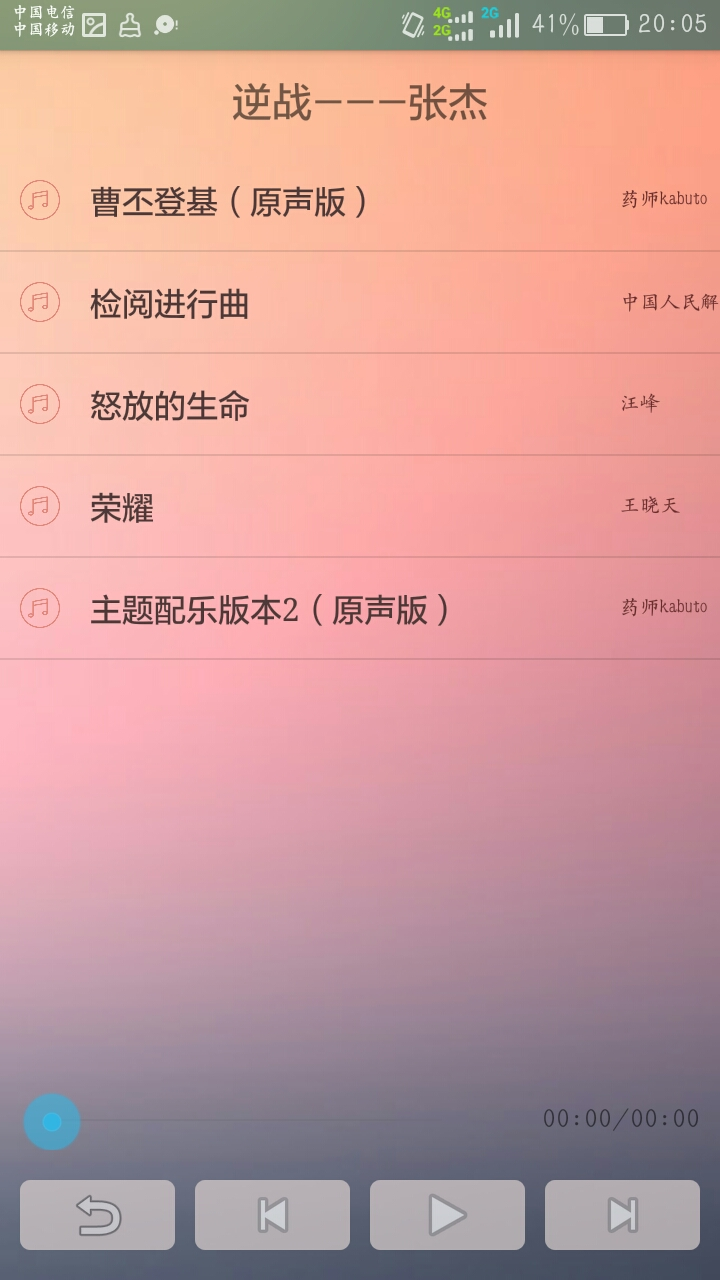 中国电信
中国移动
4G
2G
2G
41%
20:05
逆战———张杰
曹丕登基（原声版） 药师kabuto
检阅进行曲 中国人民解
怒放的生命 汪峰
荣耀 王晓天
主题配乐版本2（原声版） 药师kabuto
00:00/00:00